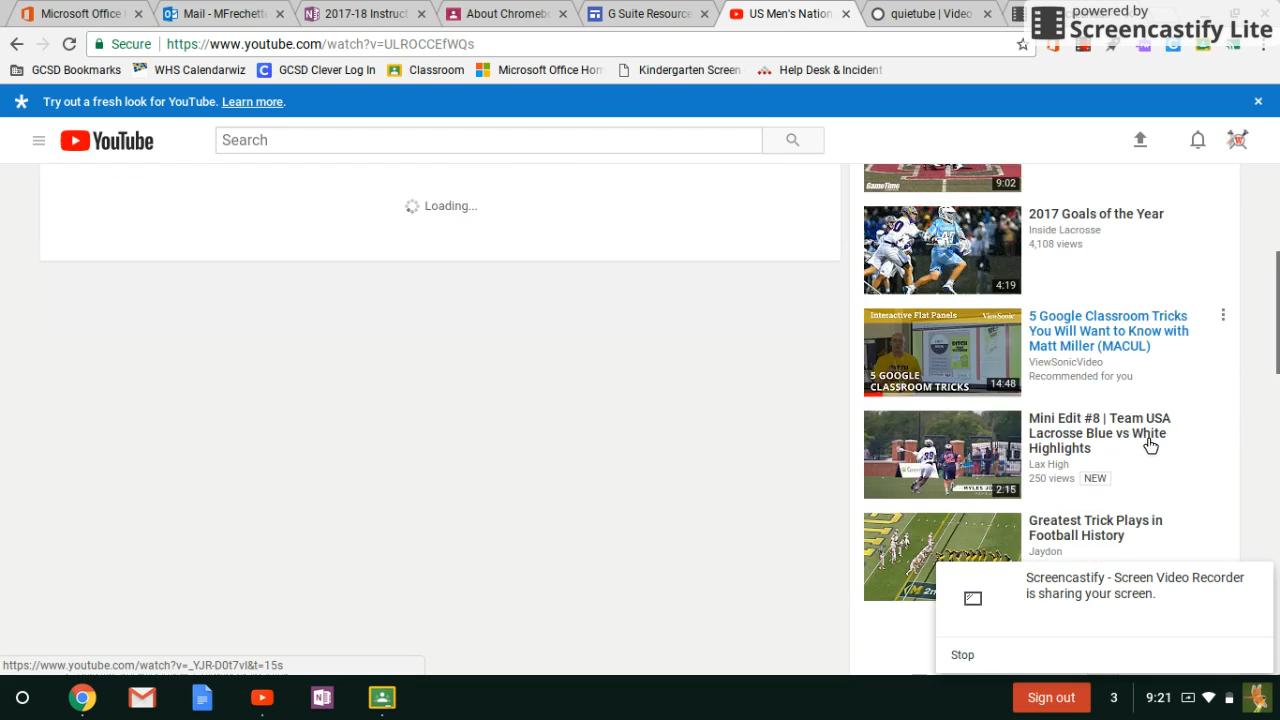 Microsoft Office
Mail - MFrechette
2017-18 Instruct
About Chromeb
G Suite Resourc
US Men's Nation
quietube | Video
powered by
Screencastify Lite
Secure https://www.youtube.com/watch?v=ULROCCEfWQs
GCSD Bookmarks
WHS Calendarwiz
GCSD Clever Log In
Classroom
Microsoft Office Hom
Kindergarten Screen
Help Desk & Incident
Try out a fresh look for YouTube. Learn more.
YouTube
Search
Loading...
GameTime
9:02
2017 Goals of the Year
Inside Lacrosse
4,108 views
4:19
Interactive Flat Panels
ViewSonic
5 GOOGLE
CLASSROOM TRICKS
14:48
5 Google Classroom Tricks
You Will Want to Know with
Matt Miller (MACUL)
ViewSonicVideo
Recommended for you
Mini Edit #8 | Team USA
Lacrosse Blue vs White
Highlights
Lax High
250 views NEW
2:15
Greatest Trick Plays in
Football History
Jaydon
Screencastify - Screen Video Recorder
is sharing your screen.
Stop
https://www.youtube.com/watch?v=_YJR-D0t7vI&t=15s
Sign out
3
9:21